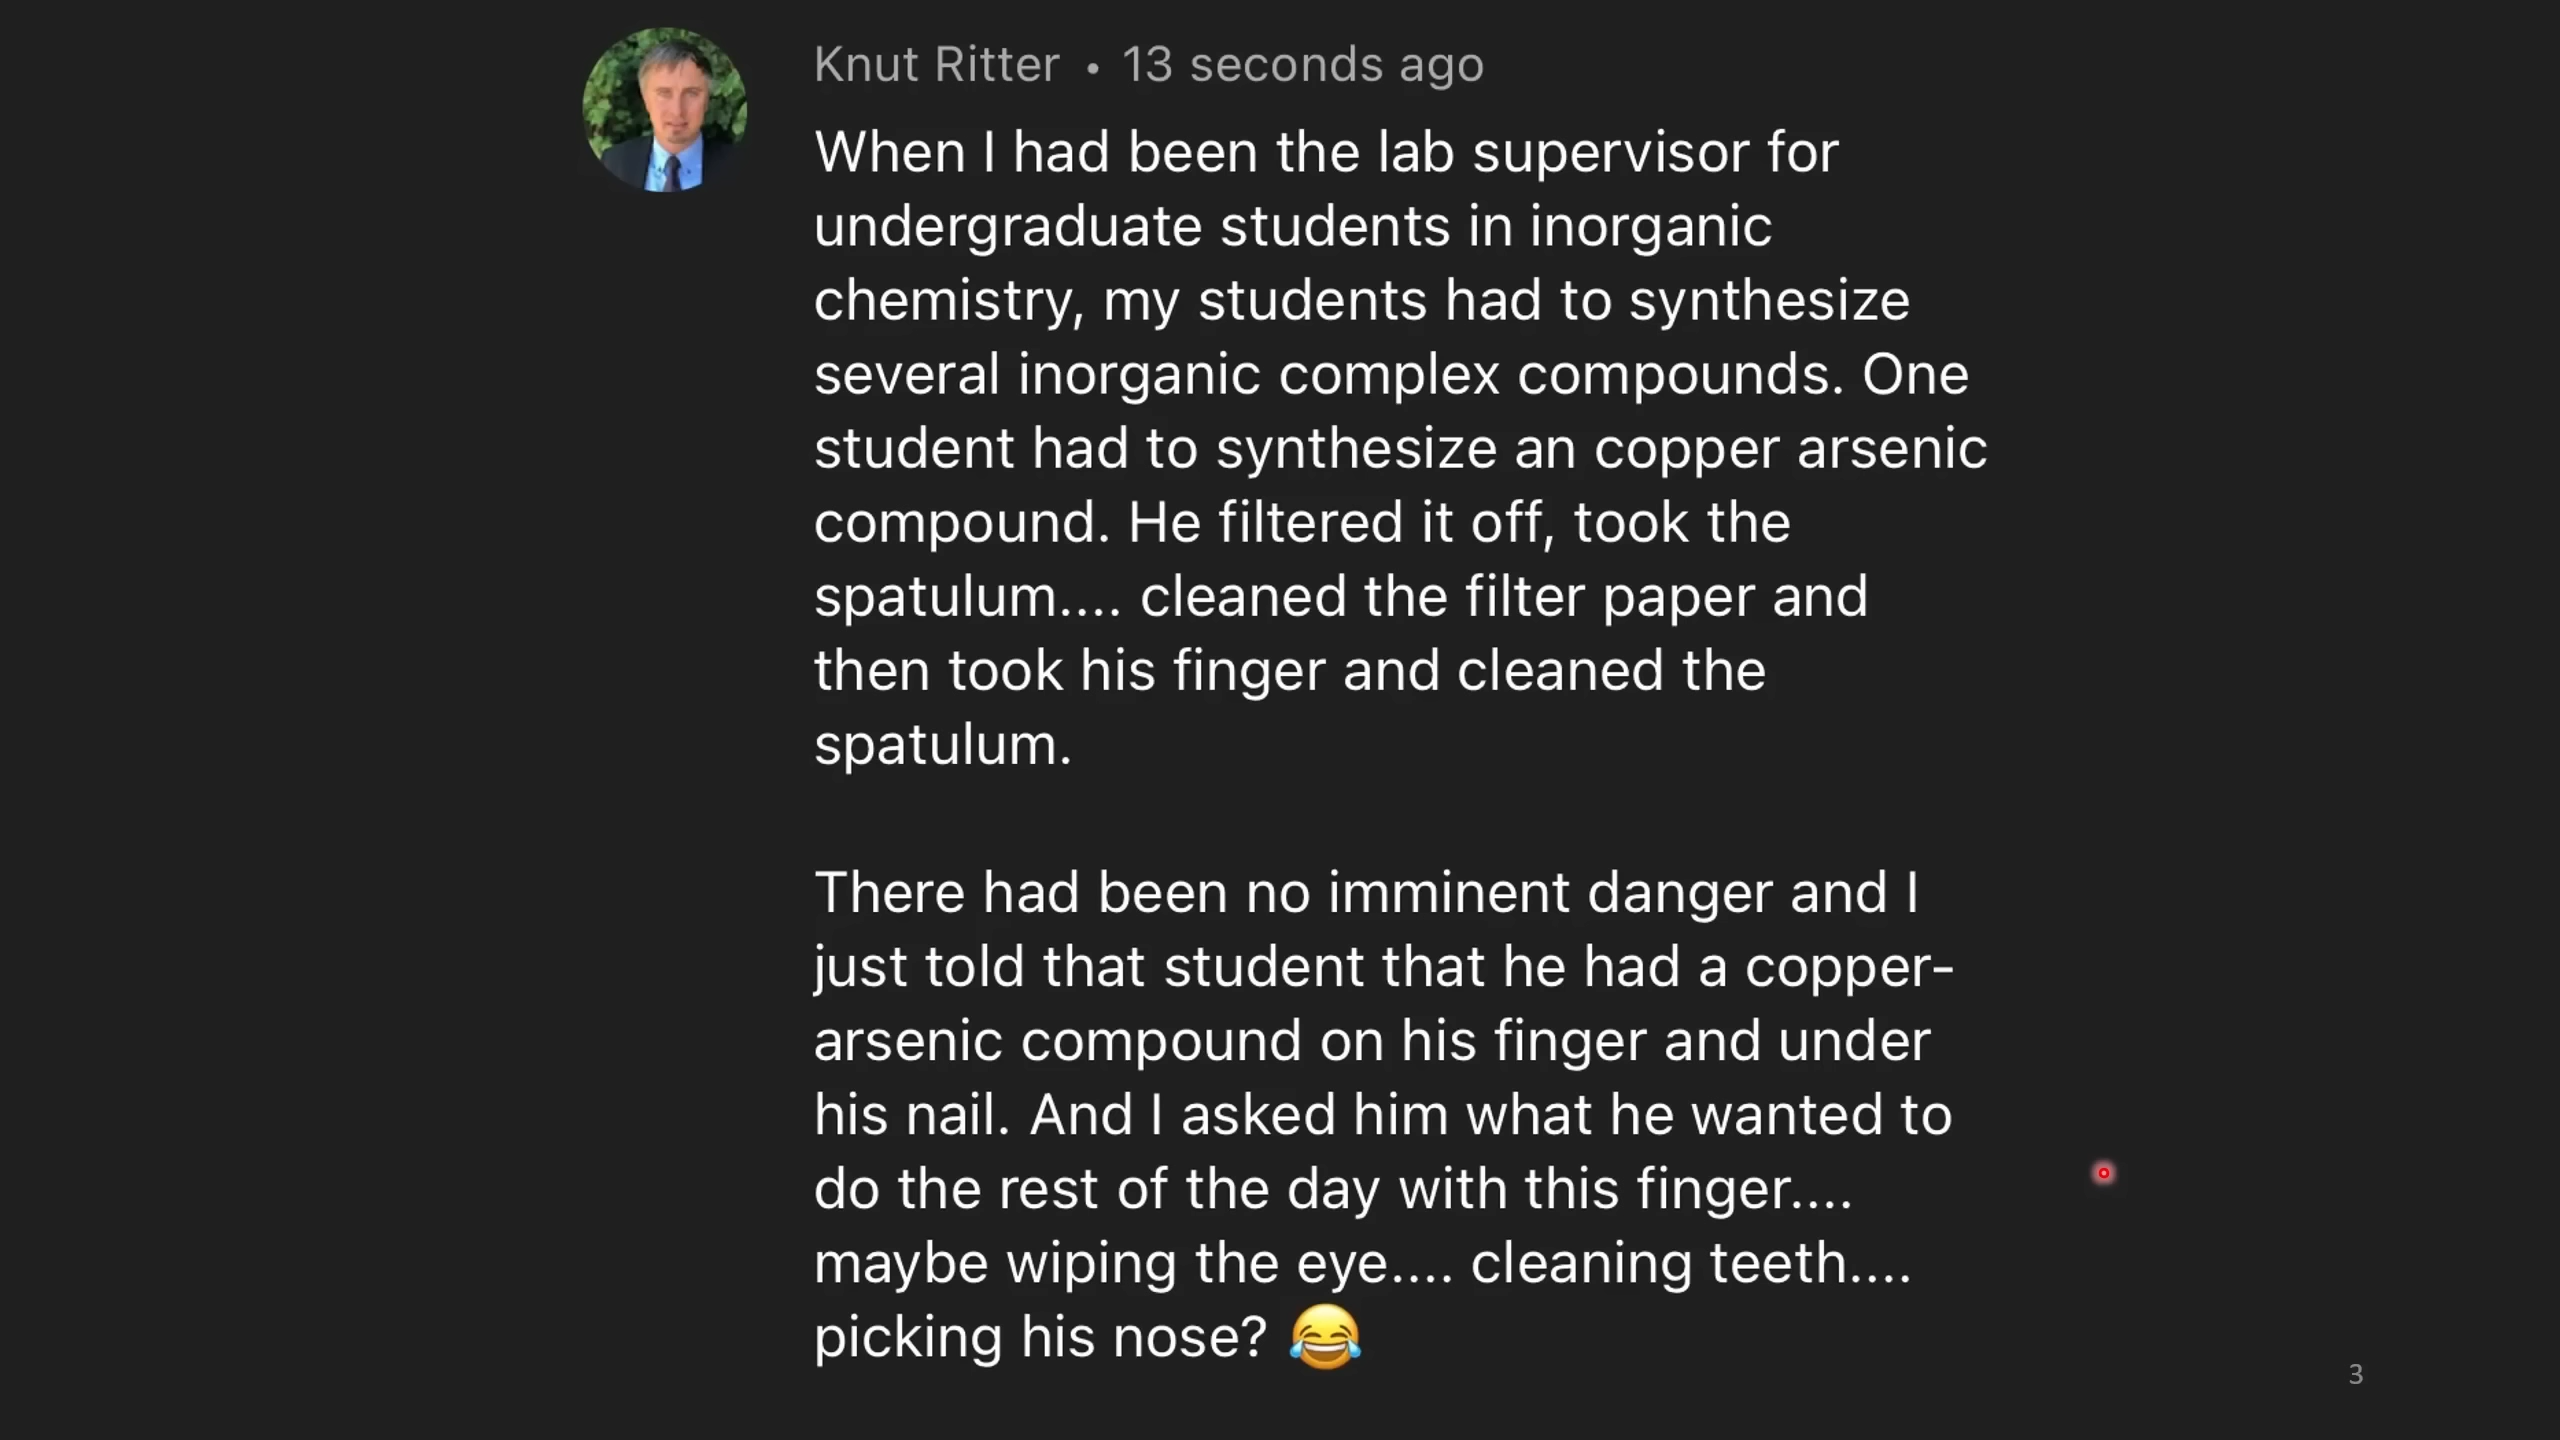 Knut Ritter • 13 seconds ago
When I had been the lab supervisor for
undergraduate students in inorganic
chemistry, my students had to synthesize
several inorganic complex compounds. One
student had to synthesize an copper arsenic
compound. He filtered it off, took the
spatulum.... cleaned the filter paper and
then took his finger and cleaned the
spatulum.
There had been no imminent danger and I
just told that student that he had a copper-
arsenic compound on his finger and under
his nail. And I asked him what he wanted to
do the rest of the day with this finger....
maybe wiping the eye.... cleaning teeth....
picking his nose? 😂
3